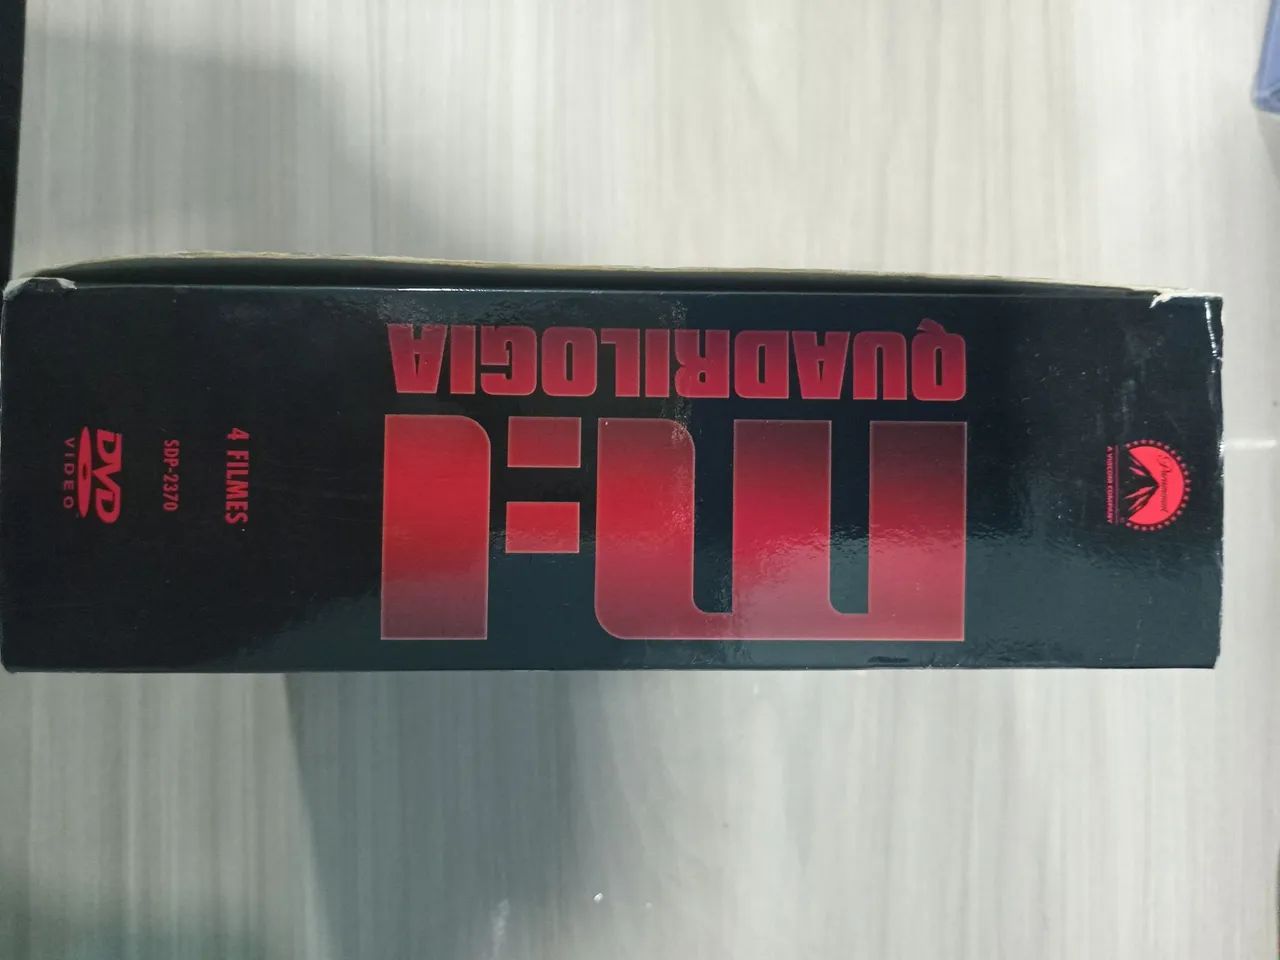 Paramount
A VIACOM COMPANY
M:I
QUADRILOGIA
4 FILMES
SDP-2370
DVD
VIDEO